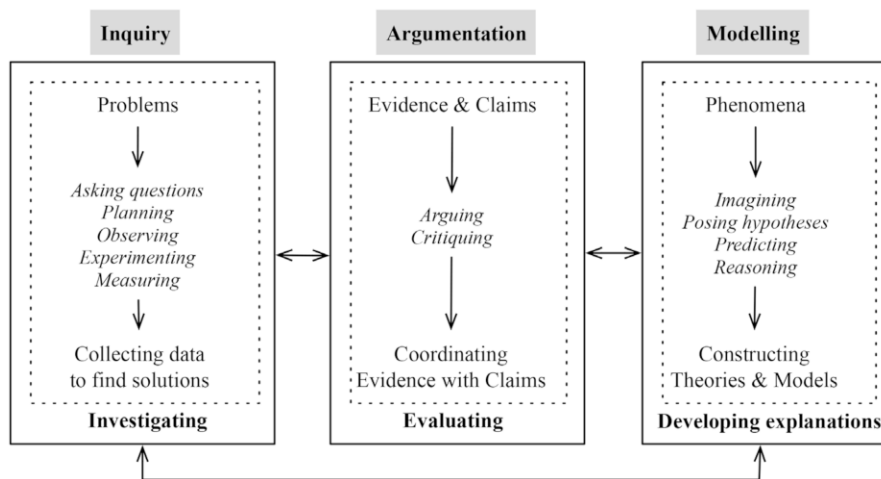 Inquiry
Argumentation
Modelling
Problems
Asking questions
Planning
Observing
Experimenting
Measuring
Collecting data
to find solutions
Investigating
Evidence & Claims
Arguing
Critiquing
Coordinating
Evidence with Claims
Evaluating
Phenomena
Imagining
Posing hypotheses
Predicting
Reasoning
Constructing
Theories & Models
Developing explanations